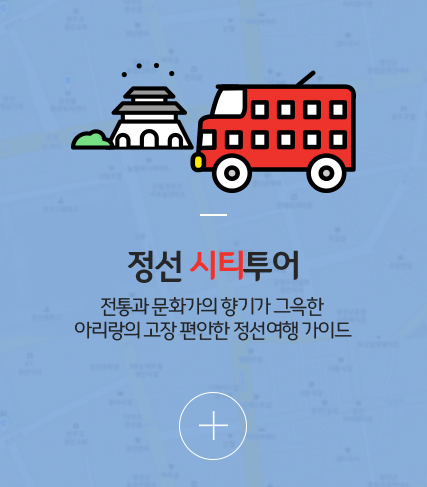 정선 시티투어
전통과 문화가의 향기가 그윽한
아리랑의 고장 편안한 정선여행 가이드